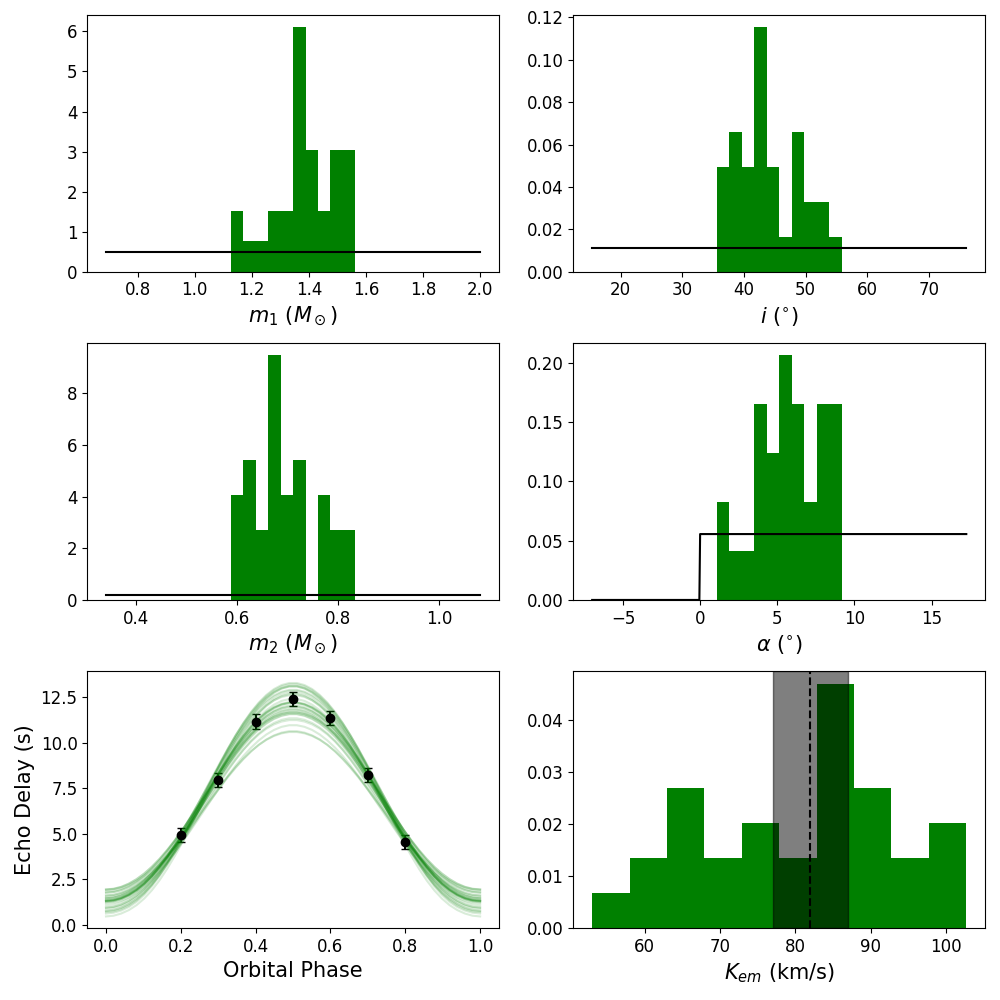 6
5
4
3
2
1
0
0.8 1.0 1.2 1.4 1.6 1.8 2.0
m₁ (M⊙)
0.12
0.10
0.08
0.06
0.04
0.02
0.00
20 30 40 50 60 70
i (°)
8
6
4
2
0
0.4 0.6 0.8 1.0
m₂ (M⊙)
0.20
0.15
0.10
0.05
0.00
−5 0 5 10 15
α (°)
Echo Delay (s)
12.5
10.0
7.5
5.0
2.5
0.0
0.0 0.2 0.4 0.6 0.8 1.0
Orbital Phase
0.04
0.03
0.02
0.01
0.00
60 70 80 90 100
K_em (km/s)